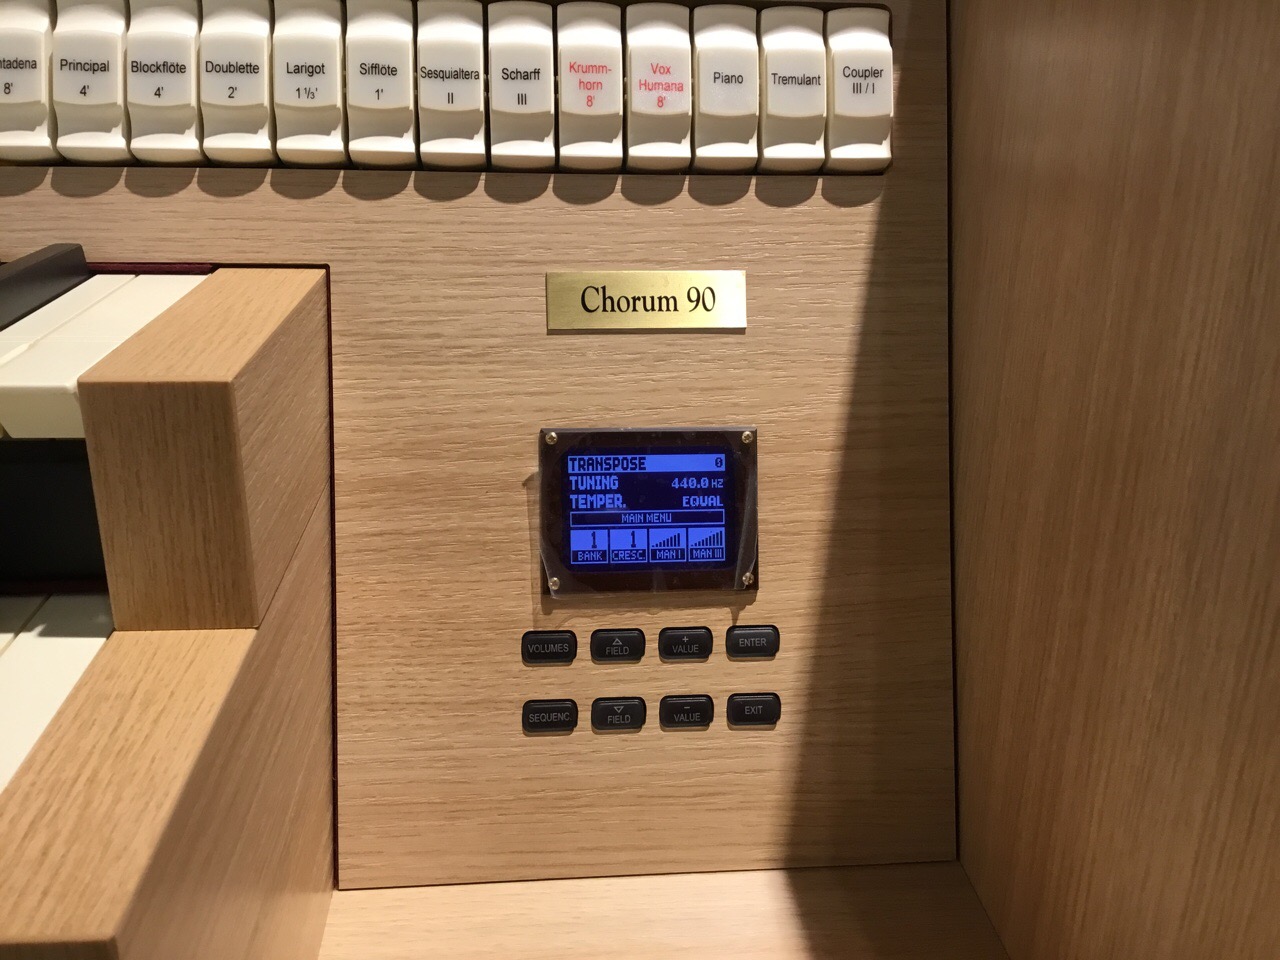 Principal
4'
Blockflöte
4'
Doublette
2'
Larigot
1 ⅓'
Sifflöte
1'
Sesquialtera
II
Scharff
III
Krumm-
horn
8'
Vox
Humana
8'
Piano
Tremulant
Coupler
III / I
8'
Chorum 90
TRANSPOSE 0
TUNING 440.0 HZ
TEMPER. EQUAL
MAIN MENU
1 1
BANK CRESC. MAN I MAN III
VOLUMES
△
FIELD
+
VALUE
ENTER
SEQUENC.
▽
FIELD
−
VALUE
EXIT